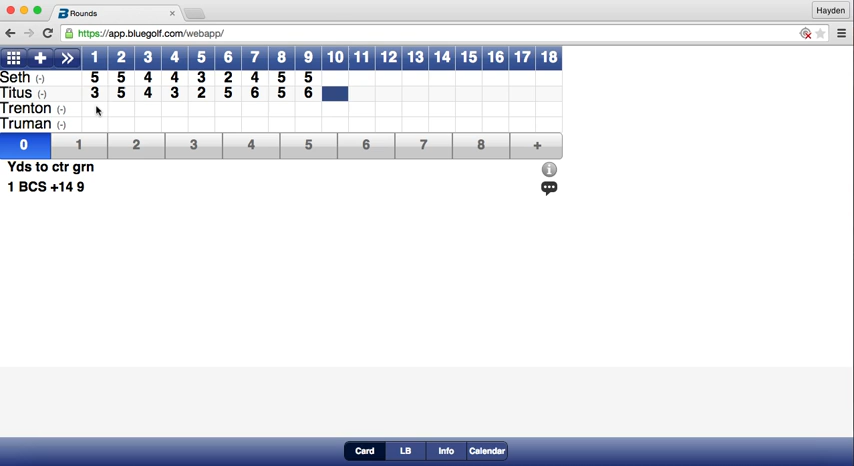 Rounds
Hayden
https://app.bluegolf.com/webapp/
1 2 3 4 5 6 7 8 9 10 11 12 13 14 15 16 17 18
Seth (-) 5 5 4 4 3 2 4 5 5
Titus (-) 3 5 4 3 2 5 6 5 6
Trenton (-)
Truman (-)
0 1 2 3 4 5 6 7 8 +
Yds to ctr grn
1 BCS +14 9
Card LB Info Calendar